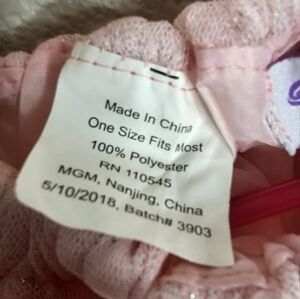 Made In China
One Size Fits Most
100% Polyester
RN 110545
MGM, Nanjing, China
5/10/2018, Batch# 3903